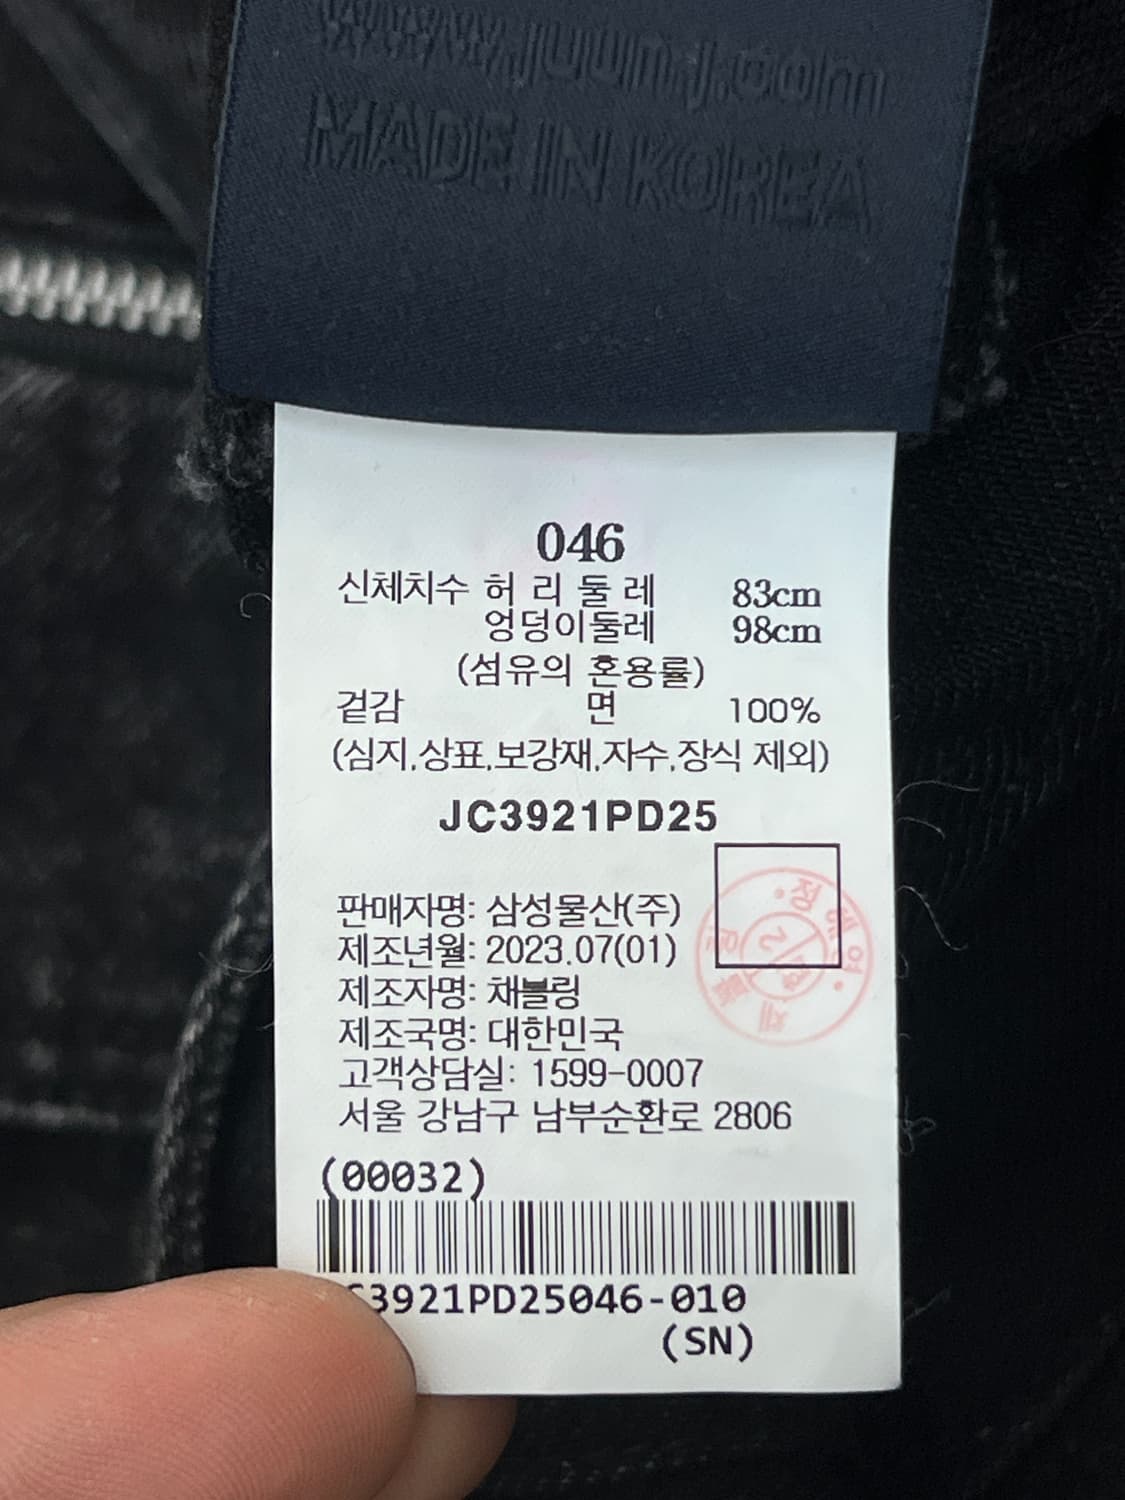 www.juunj.com
MADE IN KOREA
046
신체치수 허 리 둘 레 83cm
엉덩이둘레 98cm
(섬유의 혼용률)
겉감 면 100%
(심지,상표,보강재,자수,장식 제외)
JC3921PD25
판매자명: 삼성물산(주)
제조년월: 2023.07(01)
제조자명: 채블링
제조국명: 대한민국
고객상담실: 1599-0007
서울 강남구 남부순환로 2806
(00032)
3921PD25046-010
(SN)